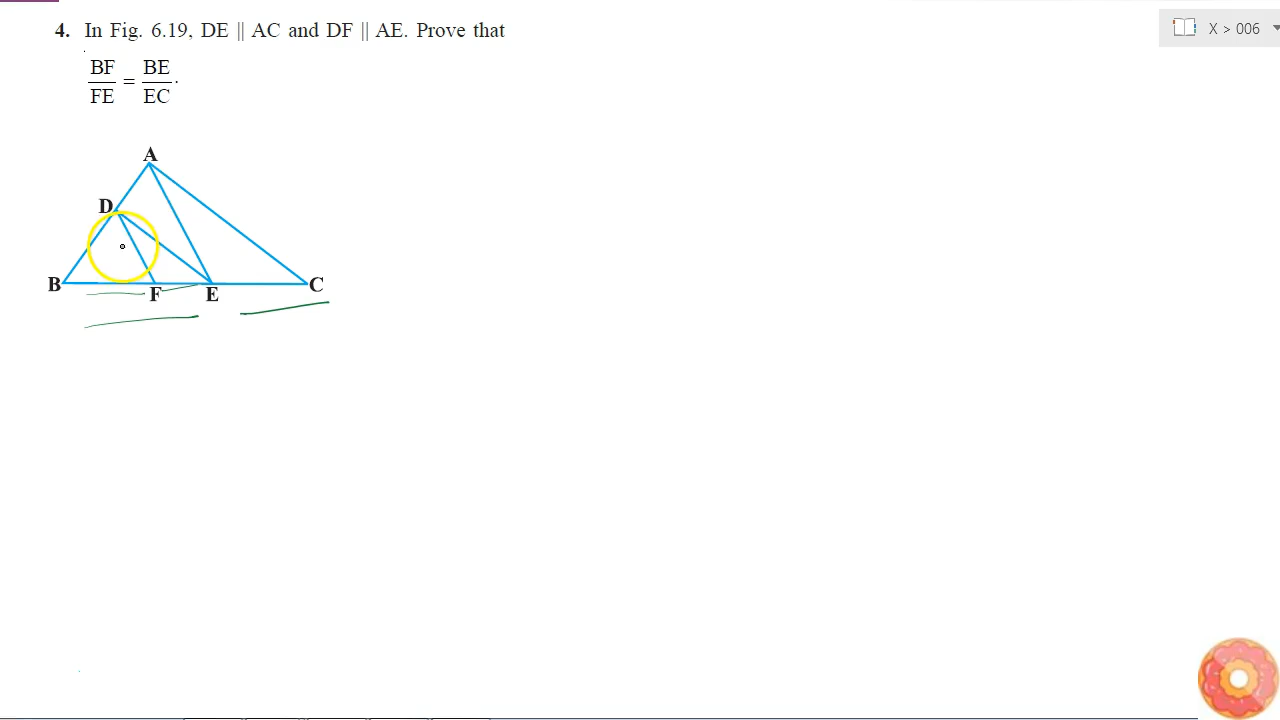 4. In Fig. 6.19, DE || AC and DF || AE. Prove that
BF/FE = BE/EC.
X > 006
A
D
B
F
E
C